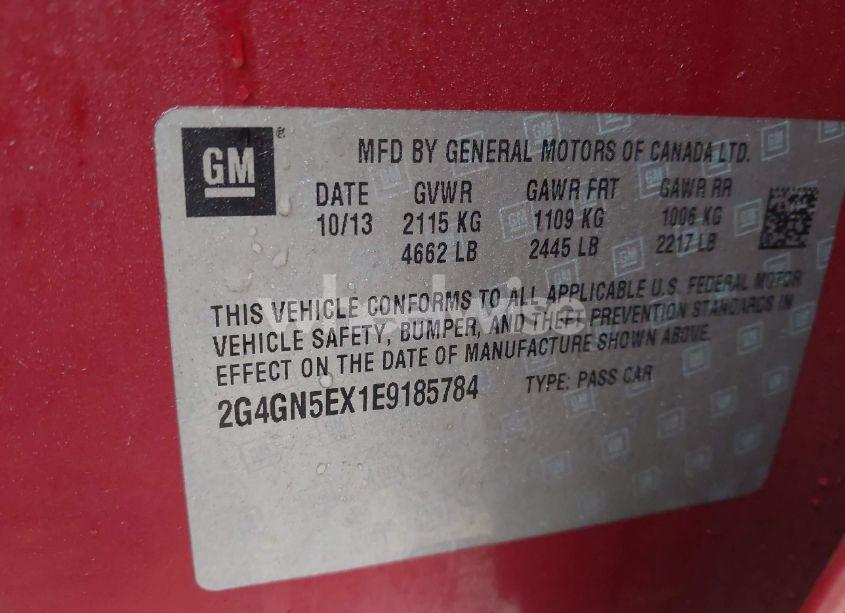 GM®
MFD BY GENERAL MOTORS OF CANADA LTD.
DATE GVWR GAWR FRT GAWR RR
10/13 2115 KG 1109 KG 1006 KG
4662 LB 2445 LB 2217 LB
THIS VEHICLE CONFORMS TO ALL APPLICABLE U.S. FEDERAL MOTOR
VEHICLE SAFETY, BUMPER, AND THEFT PREVENTION STANDARDS IN
EFFECT ON THE DATE OF MANUFACTURE SHOWN ABOVE.
2G4GN5EX1E9185784 TYPE: PASS CAR